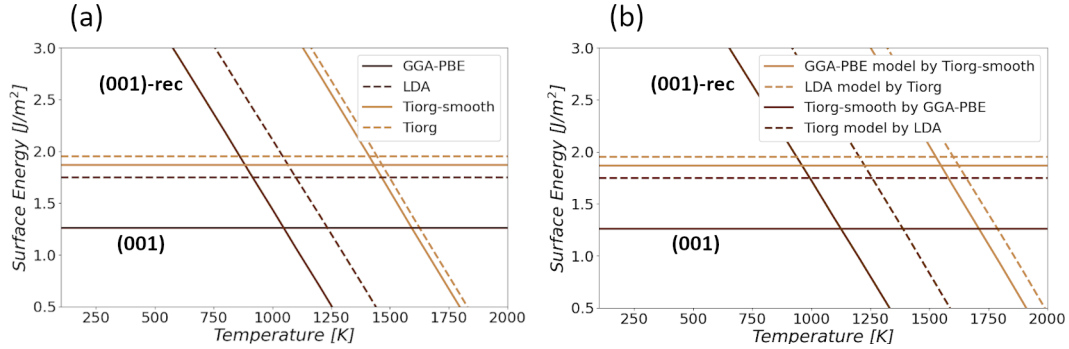 (a)
Surface Energy [J/m²]
3.0
2.5
2.0
1.5
1.0
0.5
(001)-rec
GGA-PBE
LDA
Tiorg-smooth
Tiorg
(001)
250 500 750 1000 1250 1500 1750 2000
Temperature [K]
(b)
Surface Energy [J/m²]
3.0
2.5
2.0
1.5
1.0
0.5
(001)-rec
GGA-PBE model by Tiorg-smooth
LDA model by Tiorg
Tiorg-smooth by GGA-PBE
Tiorg model by LDA
(001)
250 500 750 1000 1250 1500 1750 2000
Temperature [K]